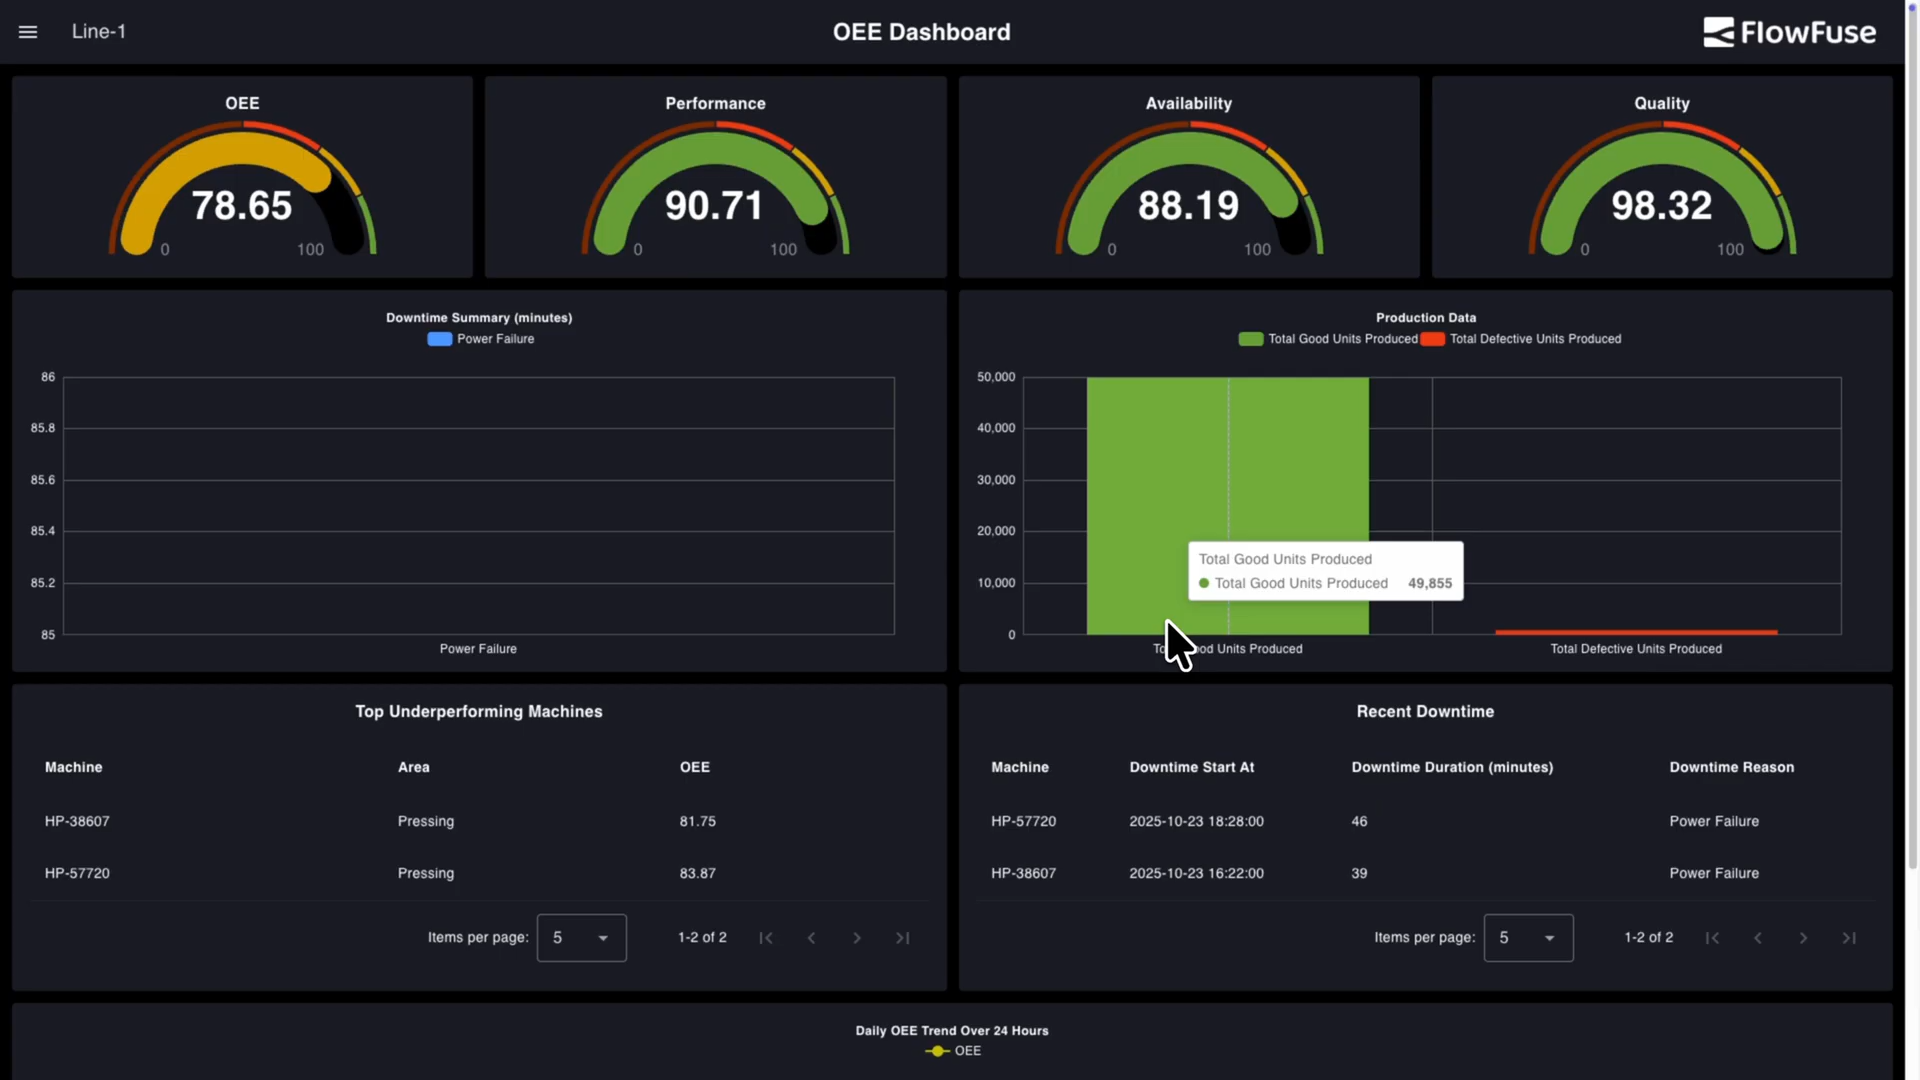 Line-1
OEE Dashboard
FlowFuse
OEE
78.65
0
100
Performance
90.71
0
100
Availability
88.19
0
100
Quality
98.32
0
100
Downtime Summary (minutes)
Power Failure
86
85.8
85.6
85.4
85.2
85
Power Failure
Production Data
Total Good Units Produced Total Defective Units Produced
50,000
40,000
30,000
20,000
10,000
0
Total Good Units Produced
Total Good Units Produced 49,855
To ood Units Produced
Total Defective Units Produced
Top Underperforming Machines
Machine Area OEE
HP-38607 Pressing 81.75
HP-57720 Pressing 83.87
Items per page: 5 1-2 of 2
Recent Downtime
Machine Downtime Start At Downtime Duration (minutes) Downtime Reason
HP-57720 2025-10-23 18:28:00 46 Power Failure
HP-38607 2025-10-23 16:22:00 39 Power Failure
Items per page: 5 1-2 of 2
Daily OEE Trend Over 24 Hours
OEE